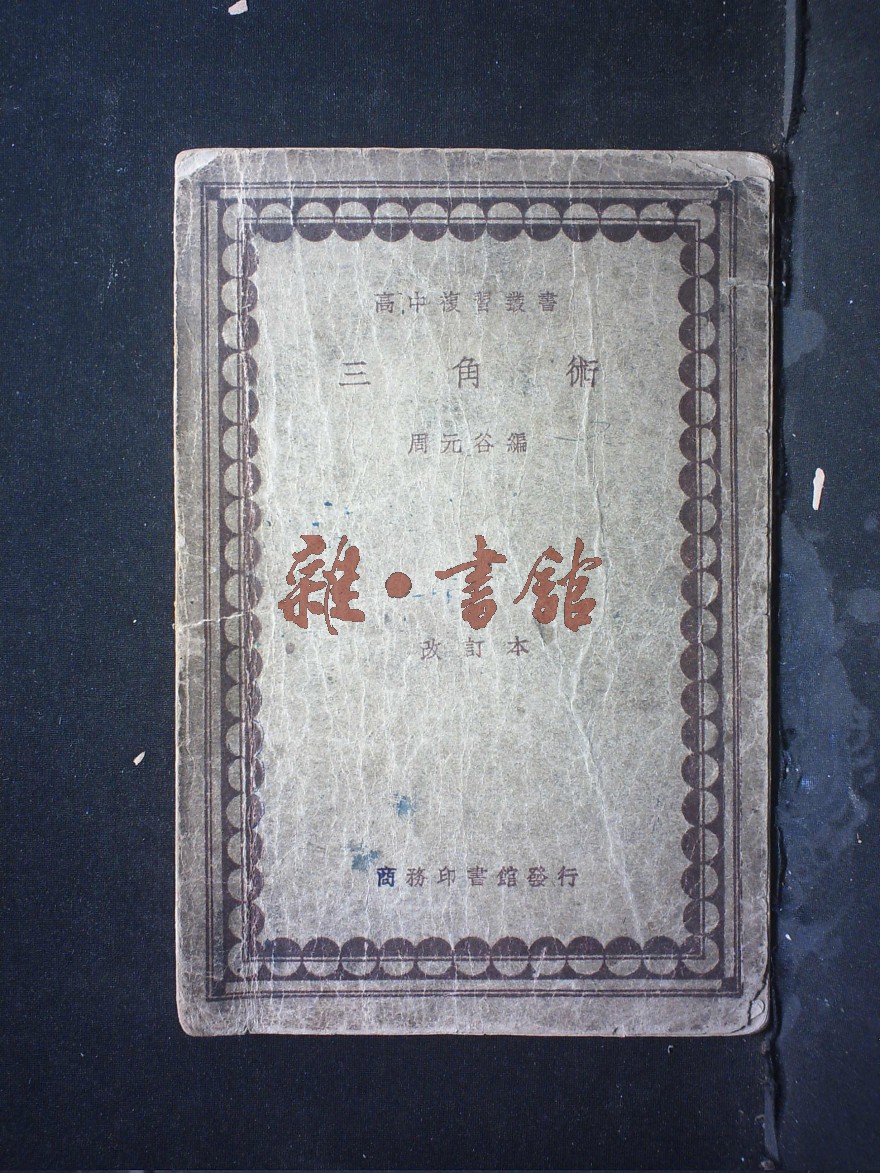 高中複習叢書
三角術
周元谷編
雜·書館
改訂本
商務印書館發行